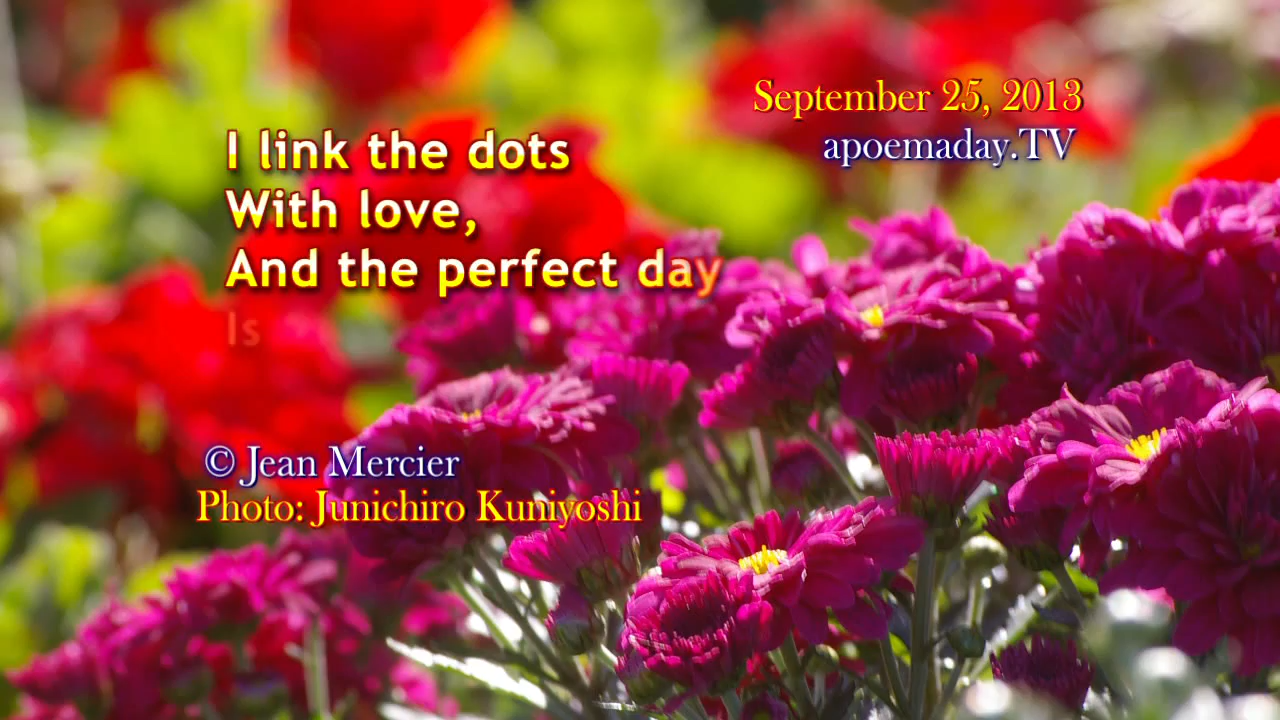 September 25, 2013
apoemaday.TV
I link the dots
With love,
And the perfect day
Is
© Jean Mercier
Photo: Junichiro Kuniyoshi